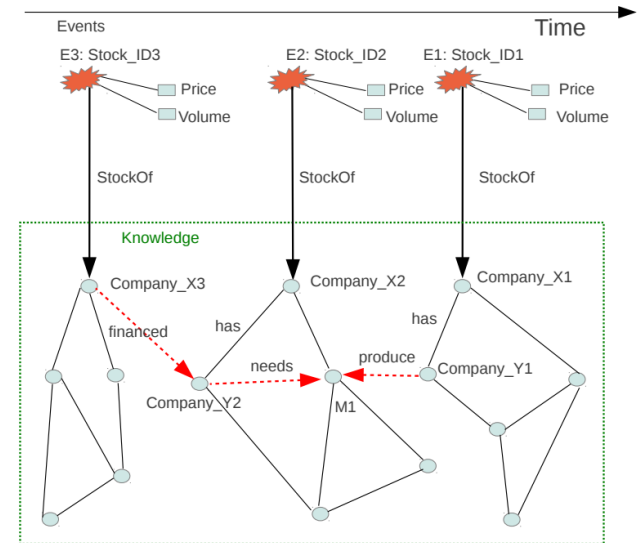 Events
Time
E3: Stock_ID3
E2: Stock_ID2
E1: Stock_ID1
Price
Price
Price
Volume
Volume
Volume
StockOf
StockOf
StockOf
Knowledge
Company_X3
Company_X2
Company_X1
financed
has
has
needs
produce
Company_Y1
Company_Y2
M1